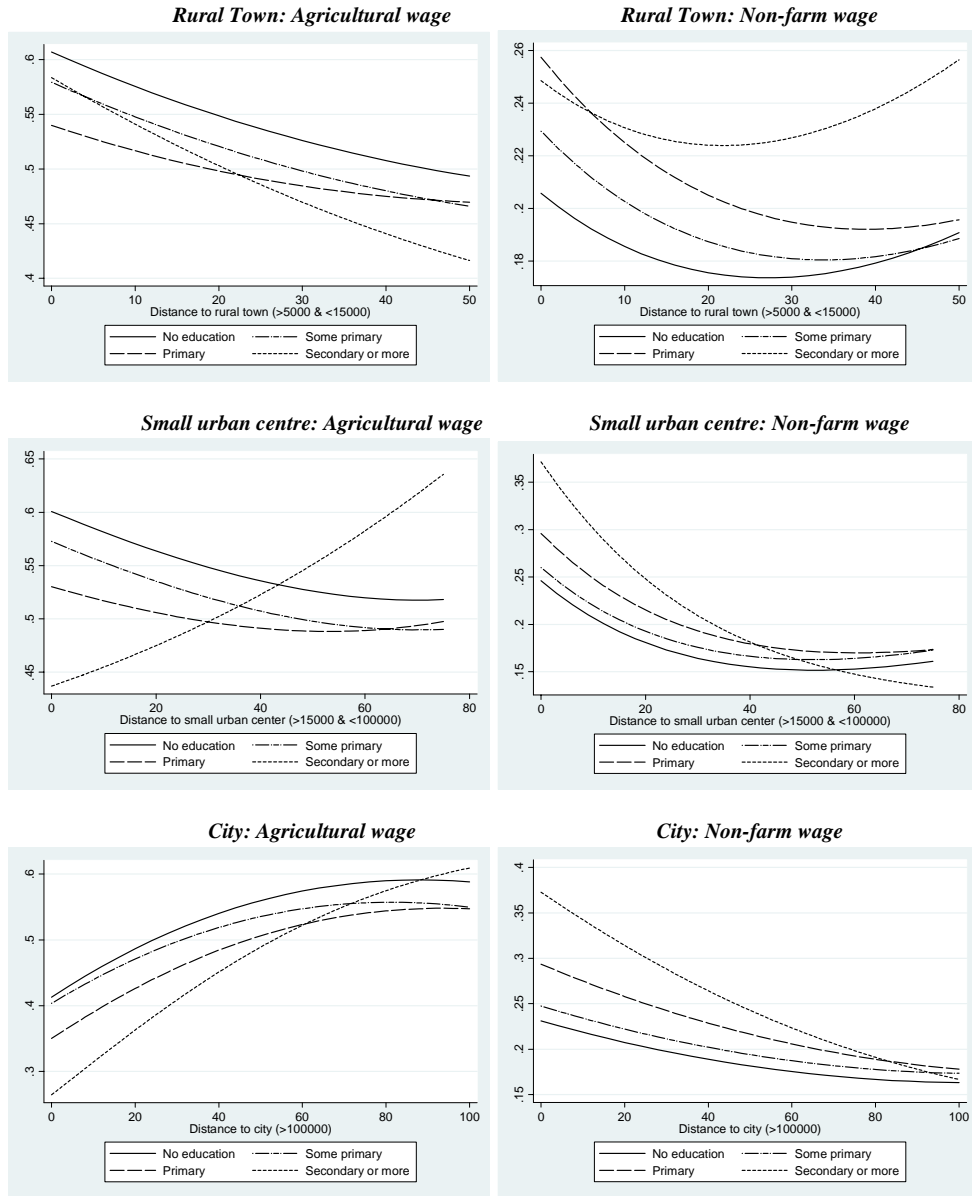 Rural Town: Agricultural wage
.6
.55
.5
.45
.4
0 10 20 30 40 50
Distance to rural town (>5000 & <15000)
No education Some primary
Primary Secondary or more
Rural Town: Non-farm wage
.26
.24
.22
.2
.18
0 10 20 30 40 50
Distance to rural town (>5000 & <15000)
No education Some primary
Primary Secondary or more
Small urban centre: Agricultural wage
.65
.6
.55
.5
.45
0 20 40 60 80
Distance to small urban center (>15000 & <100000)
No education Some primary
Primary Secondary or more
Small urban centre: Non-farm wage
.35
.3
.25
.2
.15
0 20 40 60 80
Distance to small urban center (>15000 & <100000)
No education Some primary
Primary Secondary or more
City: Agricultural wage
.6
.5
.4
.3
0 20 40 60 80 100
Distance to city (>100000)
No education Some primary
Primary Secondary or more
City: Non-farm wage
.4
.35
.3
.25
.2
.15
0 20 40 60 80 100
Distance to city (>100000)
No education Some primary
Primary Secondary or more